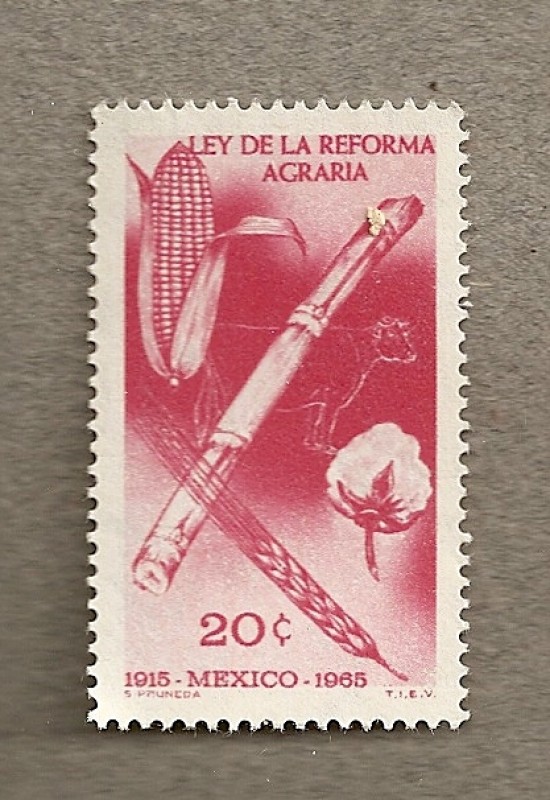 LEY DE LA REFORMA
AGRARIA
20¢
1915 - MEXICO - 1965
S. PRUNEDA T.I.E.V.